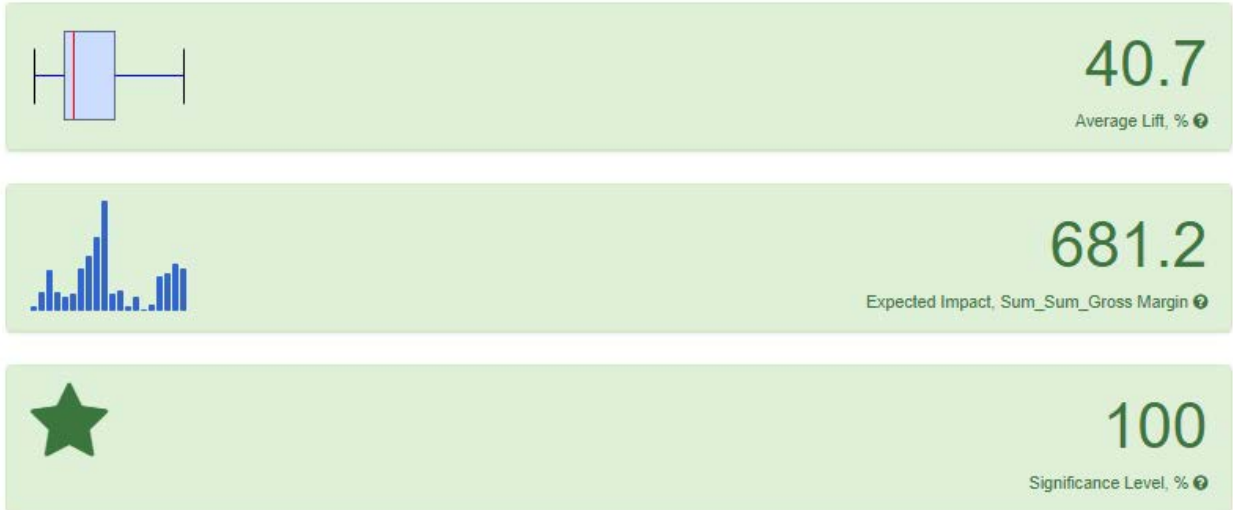 40.7
Average Lift, %
681.2
Expected Impact, Sum_Sum_Gross Margin
100
Significance Level, %